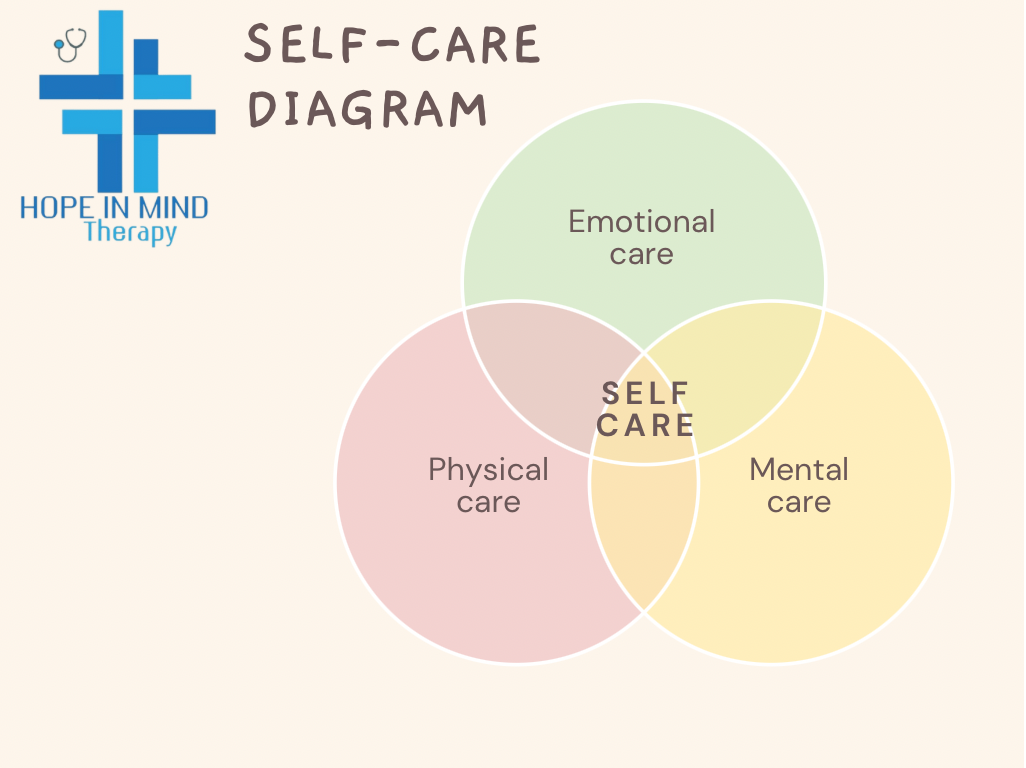 SELF-CARE
DIAGRAM
HOPE IN MIND
Therapy
Emotional
care
SELF
CARE
Physical
care
Mental
care